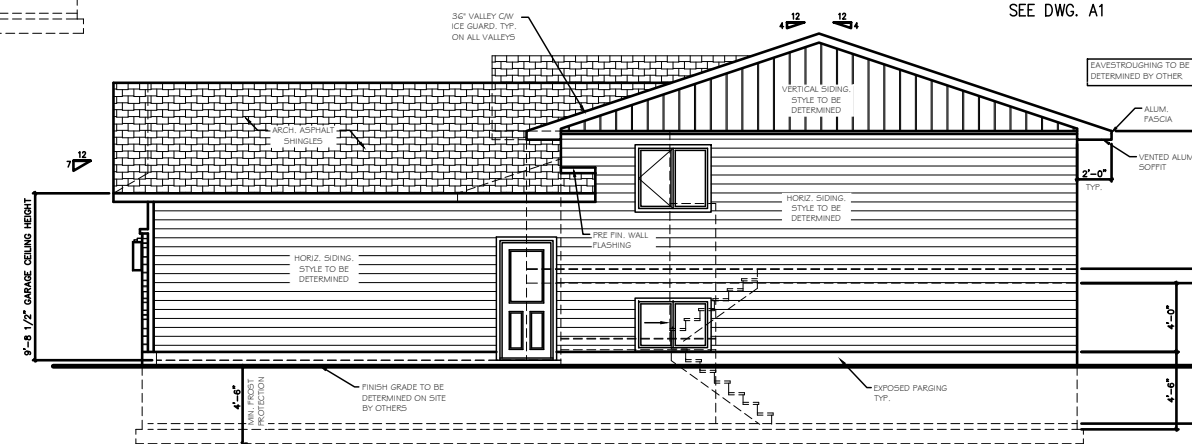 SEE DWG. A1
36" VALLEY C/W
ICE GUARD. TYP.
ON ALL VALLEYS
12
4
12
4
EAVESTROUGHING TO BE
DETERMINED BY OTHER
VERTICAL SIDING.
STYLE TO BE
DETERMINED
ALUM.
FASCIA
ARCH. ASPHALT
SHINGLES
12
7
VENTED ALUM
SOFFIT
2'-0"
TYP.
HORIZ. SIDING.
STYLE TO BE
DETERMINED
PRE FIN. WALL
FLASHING
HORIZ. SIDING.
STYLE TO BE
DETERMINED
9'-8 1/2" GARAGE CEILING HEIGHT
4'-0"
FINISH GRADE TO BE
DETERMINED ON SITE
BY OTHERS
EXPOSED PARGING
TYP.
4'-6"
MIN. FROST
PROTECTION
4'-6"